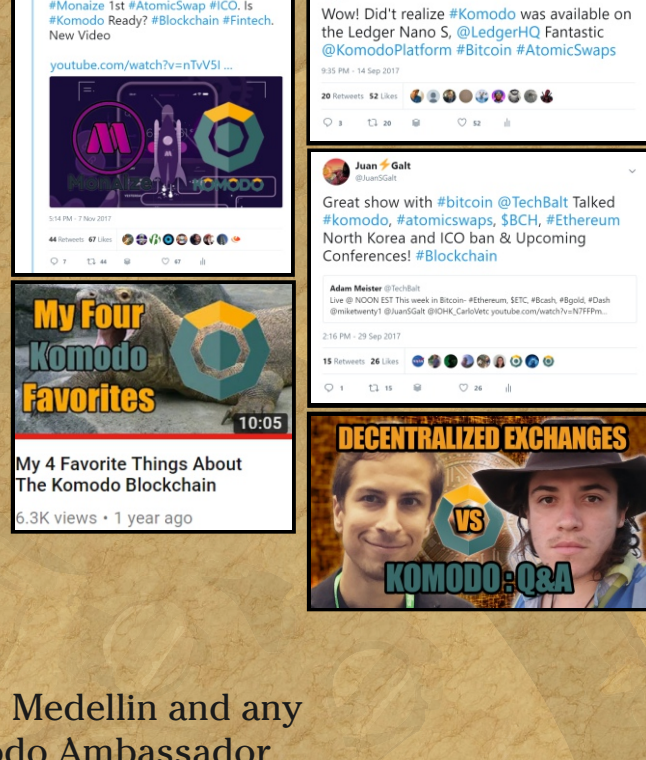 #Monaize 1st #AtomicSwap #ICO. Is
#Komodo Ready? #Blockchain #Fintech.
New Video
youtube.com/watch?v=nTvV5I ...
MONAIZE
KOMODO
5:14 PM - 7 Nov 2017
44 Retweets 67 Likes
7 44 67
My Four
Komodo
Favorites
10:05
My 4 Favorite Things About
The Komodo Blockchain
6.3K views • 1 year ago
Wow! Didn't realize #Komodo was available on
the Ledger Nano S, @LedgerHQ Fantastic
@KomodoPlatform #Bitcoin #AtomicSwaps
9:35 PM - 14 Sep 2017
20 Retweets 52 Likes
3 20 52
Juan⚡Galt
@JuanSGalt
Great show with #bitcoin @TechBalt Talked
#komodo, #atomicswaps, $BCH, #Ethereum
North Korea and ICO ban & Upcoming
Conferences! #Blockchain
Adam Meister @TechBalt
Live @ NOON EST This week in Bitcoin- #Ethereum, $ETC, #Bcash, #Bgold, #Dash
@miketwenty1 @JuanSGalt @IOHK_CarloVetc youtube.com/watch?v=N7FFPm...
2:16 PM - 29 Sep 2017
15 Retweets 26 Likes
1 15 26
DECENTRALIZED EXCHANGES
VS
KOMODO : Q&A
Medellin and any
odo Ambassador